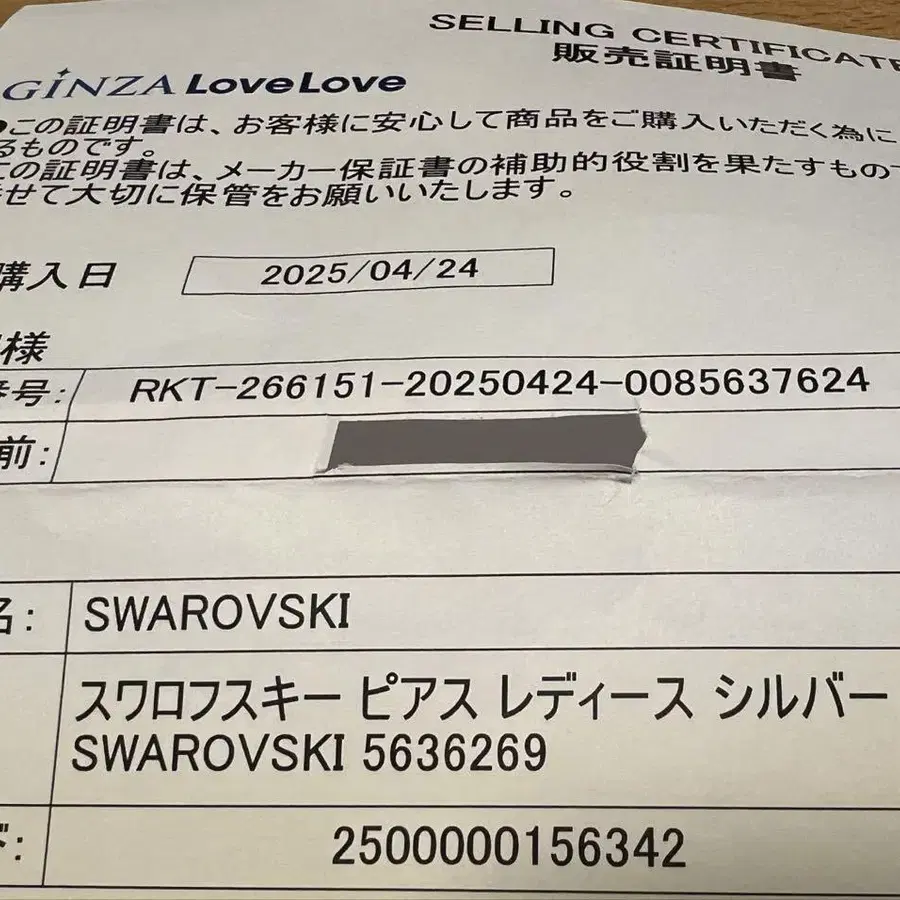 SELLING CERTIFICATE
販売証明書
GINZA LoveLove
●この証明書は、お客様に安心して商品をご購入いただく為に
るものです。
この証明書は、メーカー保証書の補助的役割を果たすもので
せて大切に保管をお願いいたします。
購入日 2025/04/24
様
番号: RKT-266151-20250424-0085637624
前:
名: SWAROVSKI
スワロフスキー ピアス レディース シルバー
SWAROVSKI 5636269
ド: 2500000156342